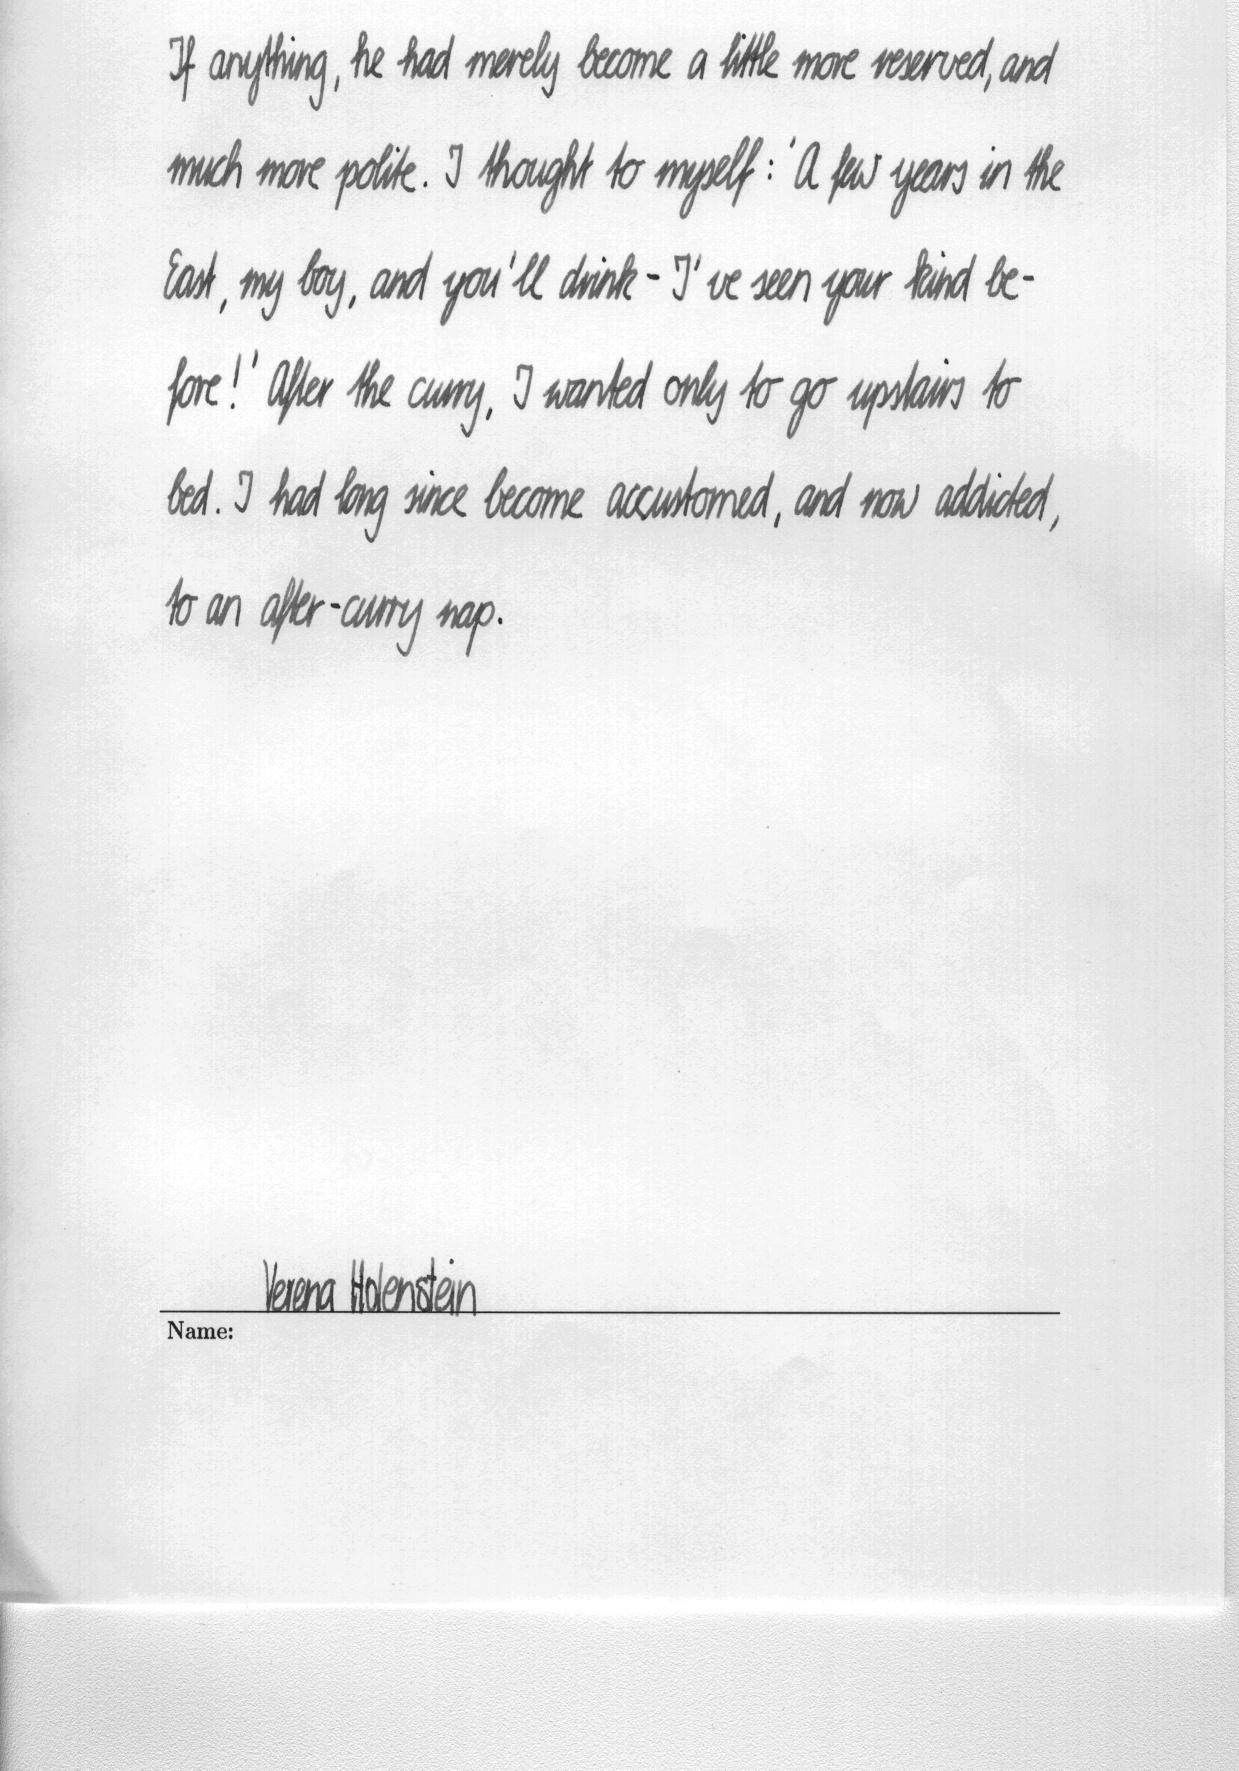 If anything, he had merely become a little more reserved, and
much more polite. I thought to myself: 'A few years in the
East, my boy, and you'll drink - I've seen your kind be-
fore!' After the curry, I wanted only to go upstairs to
bed. I had long since become accustomed, and now addicted,
to an after-curry nap.
Verena Holenstein
Name: